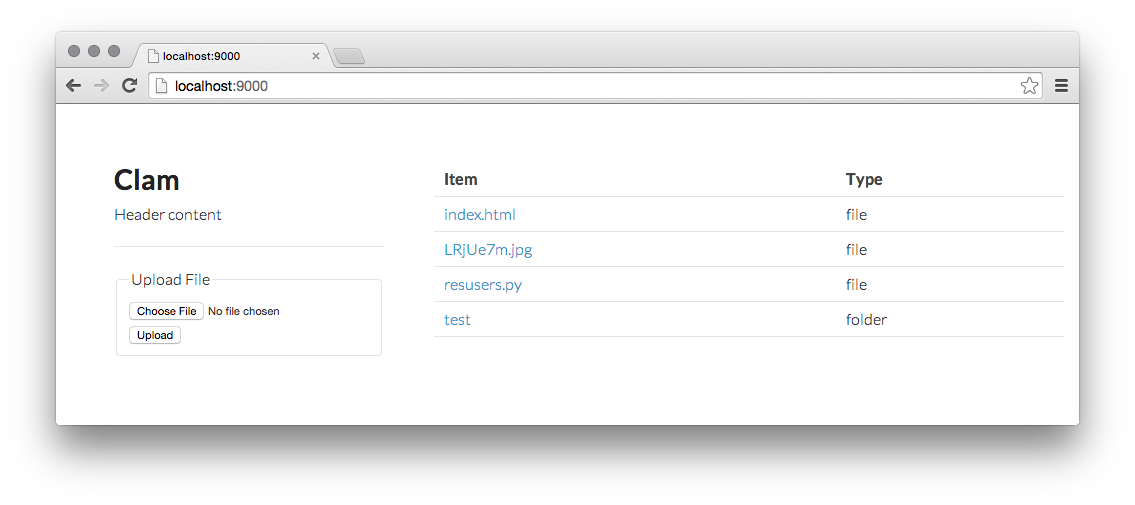 localhost:9000
localhost:9000
Clam
Header content
Upload File
Choose File No file chosen
Upload
Item Type
index.html file
LRjUe7m.jpg file
resusers.py file
test folder